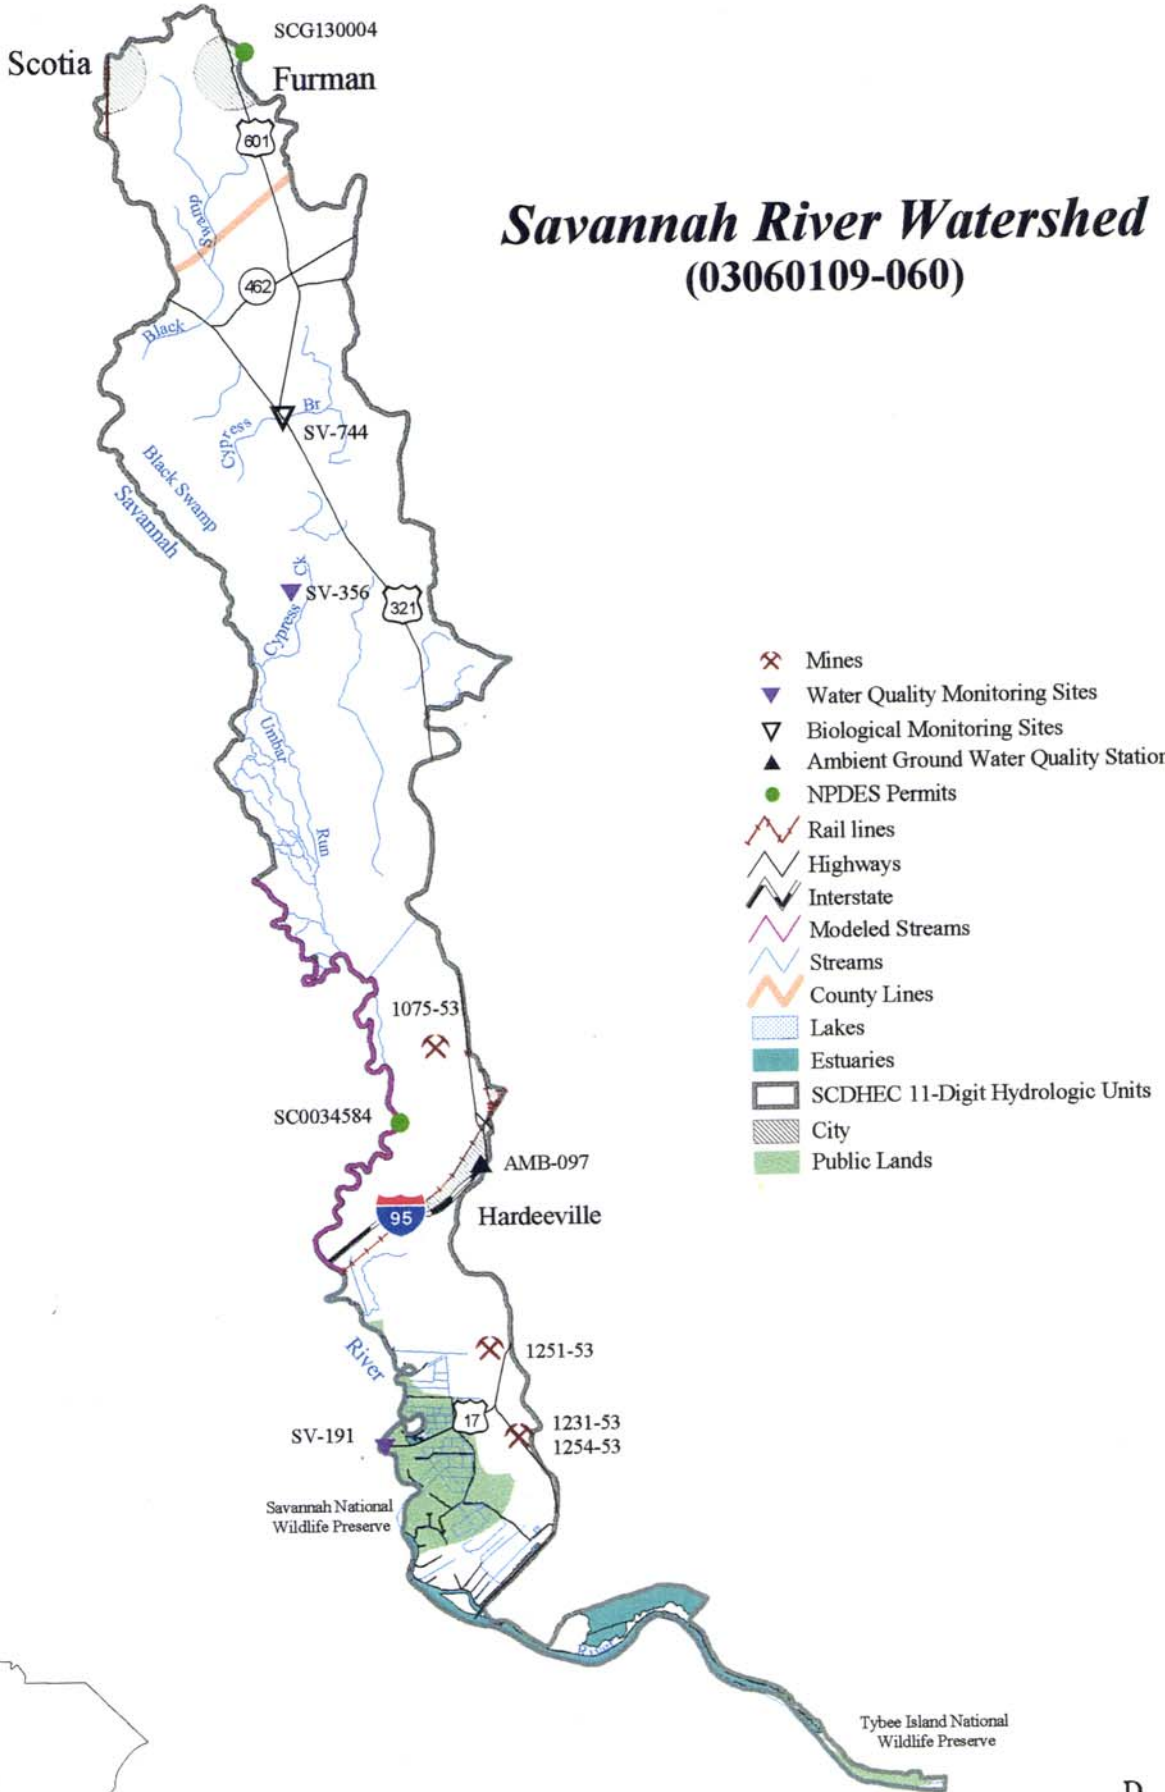 SCG130004
Scotia
Furman
601
Savannah River Watershed
(03060109-060)
Swamp
462
Black
Br
Cypress
SV-744
Black Swamp
Savannah
Ck
SV-356
Cypress
321
Umbar
Run
Mines
Water Quality Monitoring Sites
Biological Monitoring Sites
Ambient Ground Water Quality Station
NPDES Permits
Rail lines
Highways
Interstate
Modeled Streams
Streams
County Lines
Lakes
Estuaries
SCDHEC 11-Digit Hydrologic Units
City
Public Lands
1075-53
SC0034584
AMB-097
95
Hardeeville
River
1251-53
17
SV-191
1231-53
1254-53
Savannah National
Wildlife Preserve
River
Tybee Island National
Wildlife Preserve